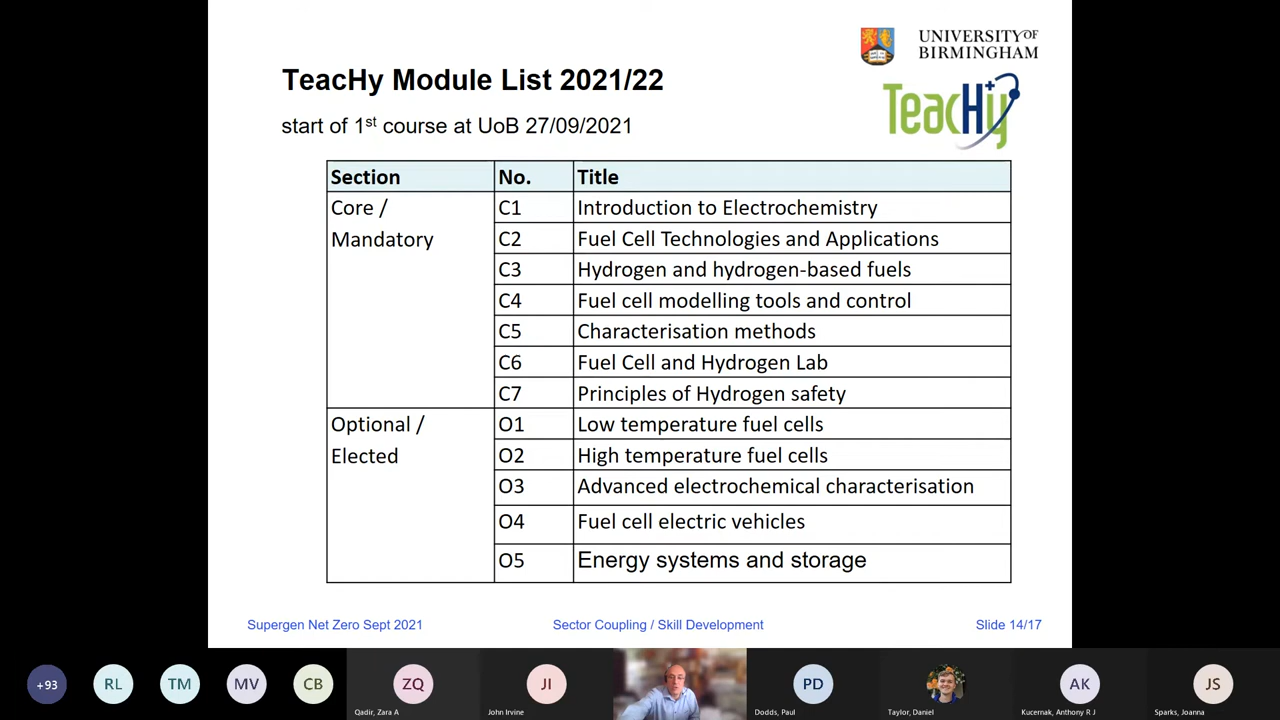 UNIVERSITY OF
BIRMINGHAM
TeacHy
TeacHy Module List 2021/22
start of 1st course at UoB 27/09/2021
Section No. Title
Core / C1 Introduction to Electrochemistry
Mandatory C2 Fuel Cell Technologies and Applications
C3 Hydrogen and hydrogen-based fuels
C4 Fuel cell modelling tools and control
C5 Characterisation methods
C6 Fuel Cell and Hydrogen Lab
C7 Principles of Hydrogen safety
Optional / O1 Low temperature fuel cells
Elected O2 High temperature fuel cells
O3 Advanced electrochemical characterisation
O4 Fuel cell electric vehicles
O5 Energy systems and storage
Supergen Net Zero Sept 2021 Sector Coupling / Skill Development Slide 14/17
+93 RL TM MV CB ZQ JI PD AK JS
Qadir, Zara A John Irvine Dodds, Paul Taylor, Daniel Kucernak, Anthony R J Sparks, Joanna